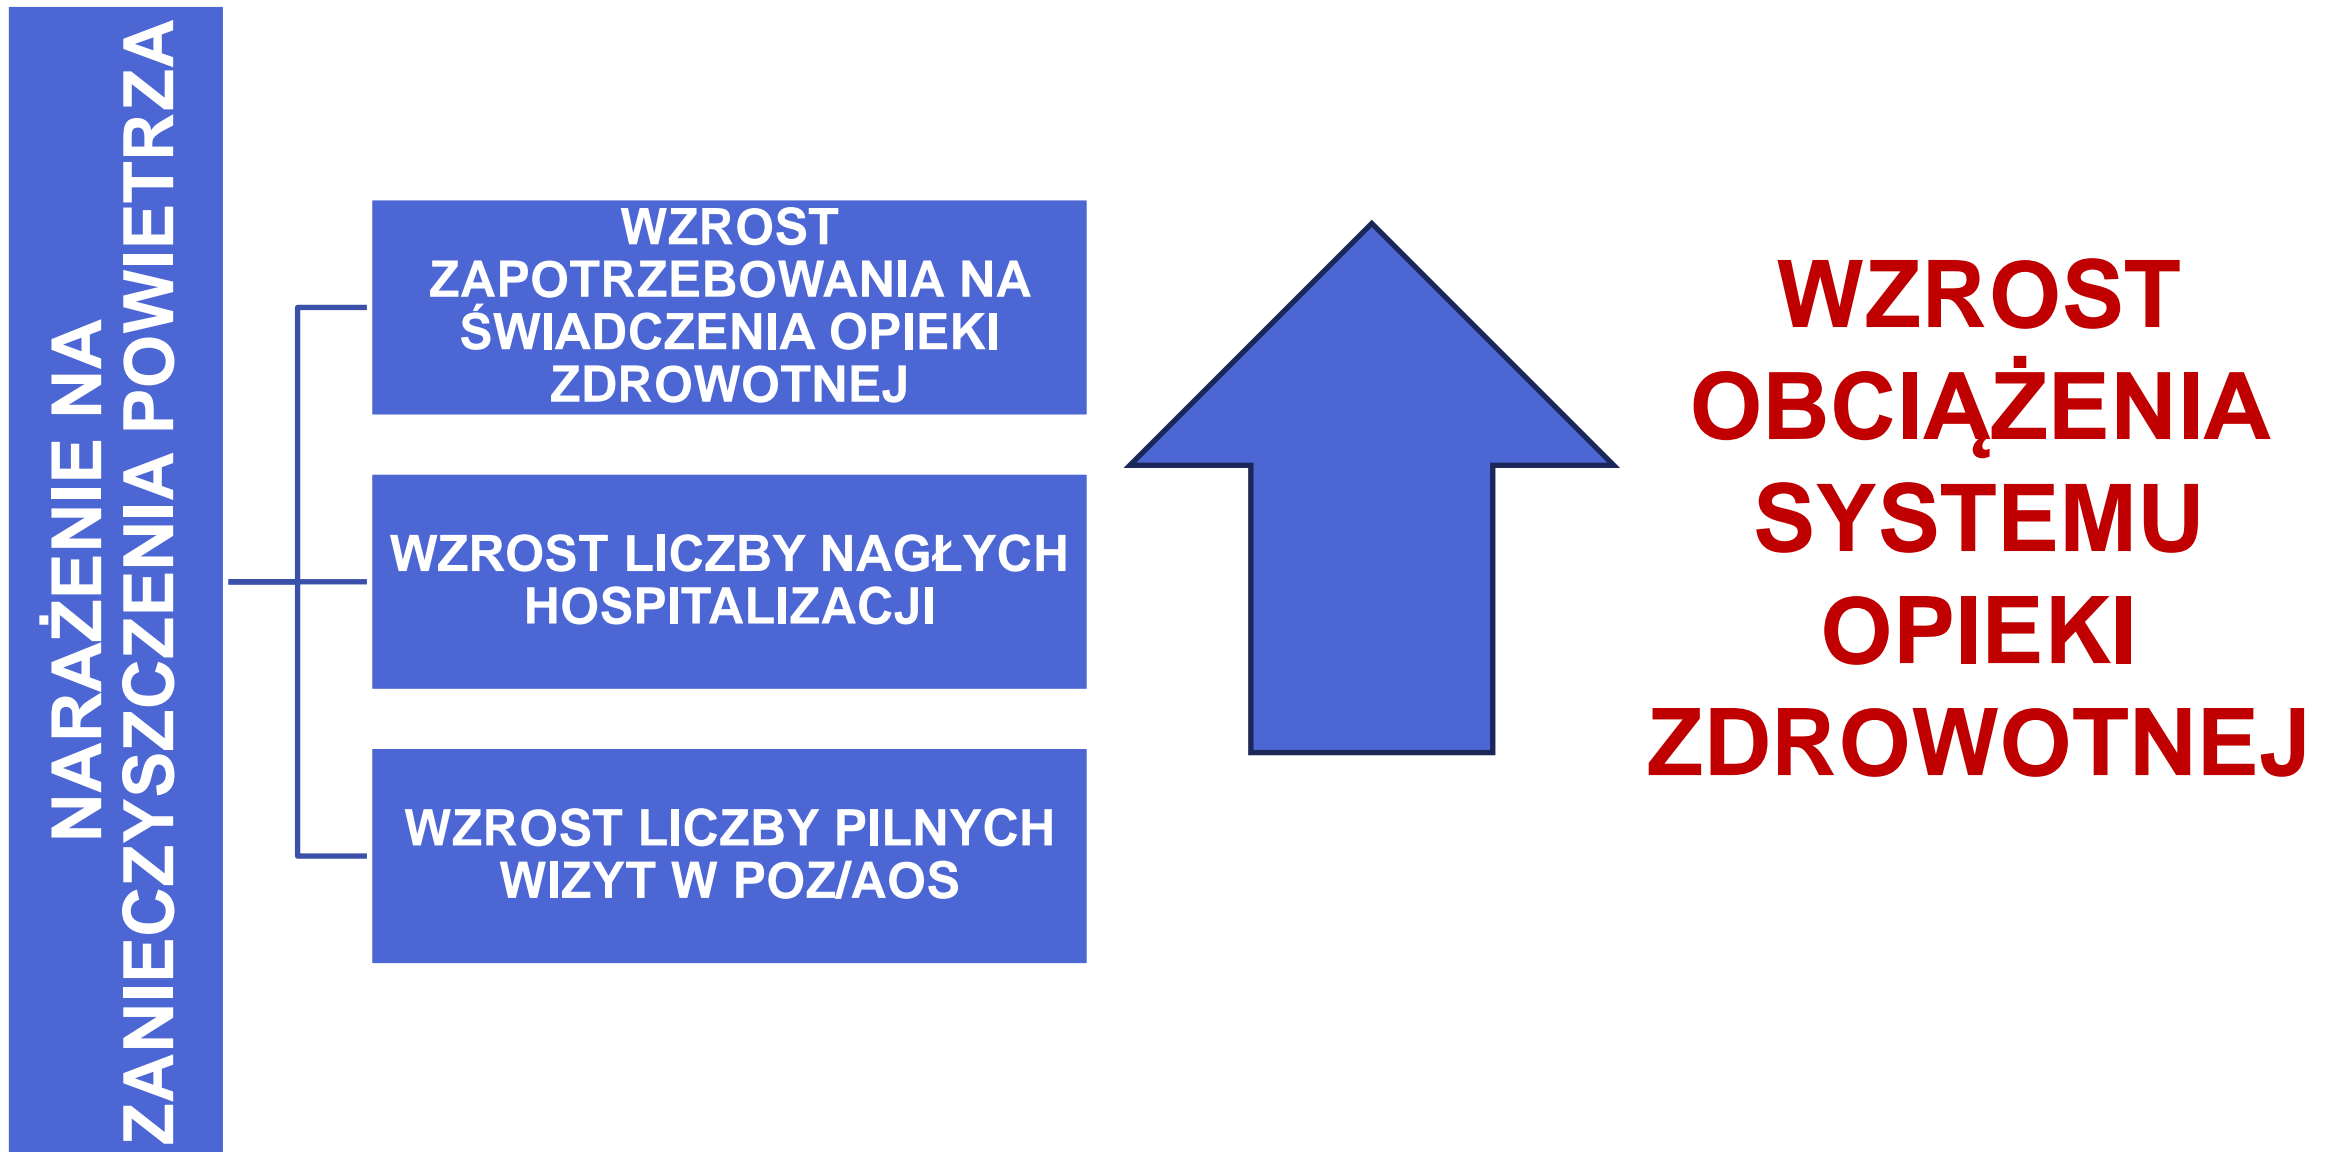 NARAŻENIE NA
ZANIECZYSZCZENIA POWIETRZA
WZROST
ZAPOTRZEBOWANIA NA
ŚWIADCZENIA OPIEKI
ZDROWOTNEJ
WZROST LICZBY NAGŁYCH
HOSPITALIZACJI
WZROST LICZBY PILNYCH
WIZYT W POZ/AOS
WZROST
OBCIĄŻENIA
SYSTEMU
OPIEKI
ZDROWOTNEJ